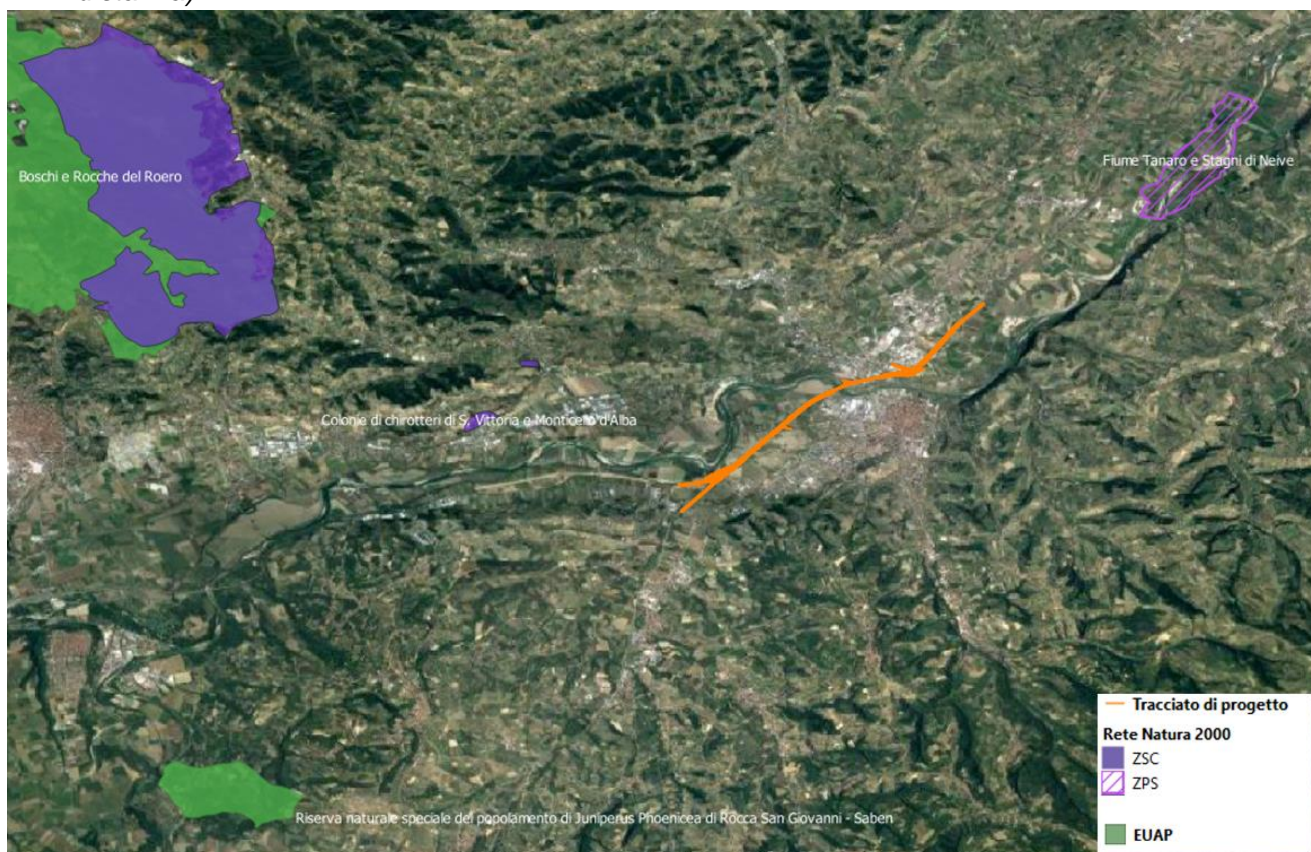 Boschi e Rocche del Roero
Fiume Tanaro e Stagni di Neive
Colonie di chirotteri di S. Vittoria e Monticello d'Alba
Riserva naturale speciale del popolamento di Juniperus Phoenicea di Rocca San Giovanni - Saben
Tracciato di progetto
Rete Natura 2000
ZSC
ZPS
EUAP